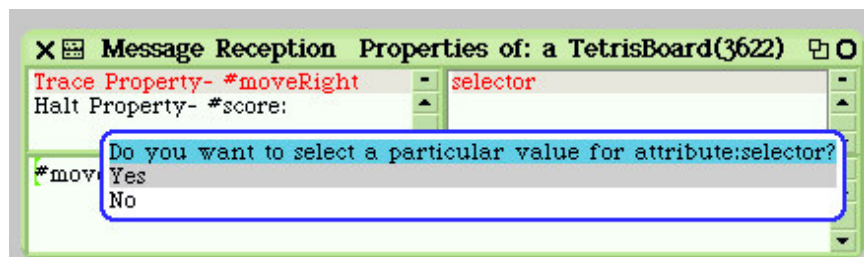 Message Reception Properties of: a TetrisBoard(3622)
Trace Property- #moveRight
selector
Halt Property- #score:
Do you want to select a particular value for attribute:selector?
#mov
Yes
No